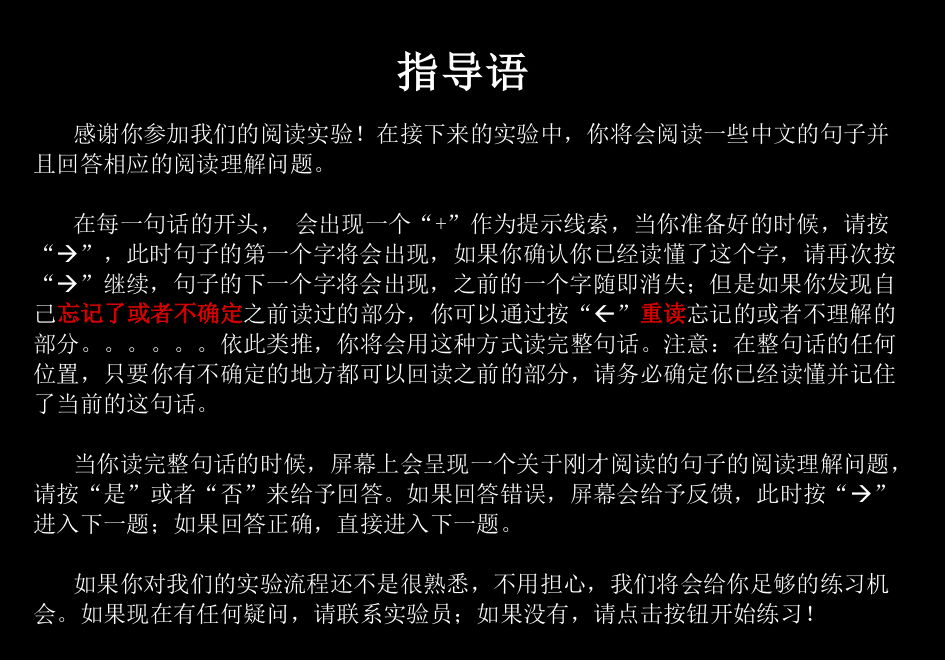 指导语
感谢你参加我们的阅读实验！在接下来的实验中，你将会阅读一些中文的句子并
且回答相应的阅读理解问题。
在每一句话的开头， 会出现一个“+”作为提示线索，当你准备好的时候，请按
“→”，此时句子的第一个字将会出现，如果你确认你已经读懂了这个字，请再次按
“→”继续，句子的下一个字将会出现，之前的一个字随即消失；但是如果你发现自
己忘记了或者不确定之前读过的部分，你可以通过按“←”重读忘记的或者不理解的
部分。。。。。。依此类推，你将会用这种方式读完整句话。注意：在整句话的任何
位置，只要你有不确定的地方都可以回读之前的部分，请务必确定你已经读懂并记住
了当前的这句话。
当你读完整句话的时候，屏幕上会呈现一个关于刚才阅读的句子的阅读理解问题，
请按“是”或者“否”来给予回答。如果回答错误，屏幕会给予反馈，此时按“→”
进入下一题；如果回答正确，直接进入下一题。
如果你对我们的实验流程还不是很熟悉，不用担心，我们将会给你足够的练习机
会。如果现在有任何疑问，请联系实验员；如果没有，请点击按钮开始练习！